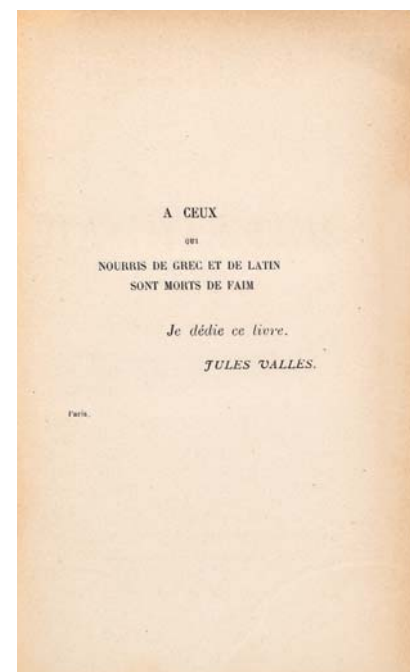 A CEUX
QUI
NOURRIS DE GREC ET DE LATIN
SONT MORTS DE FAIM
Je dédie ce livre.
JULES VALLÈS.
Paris.